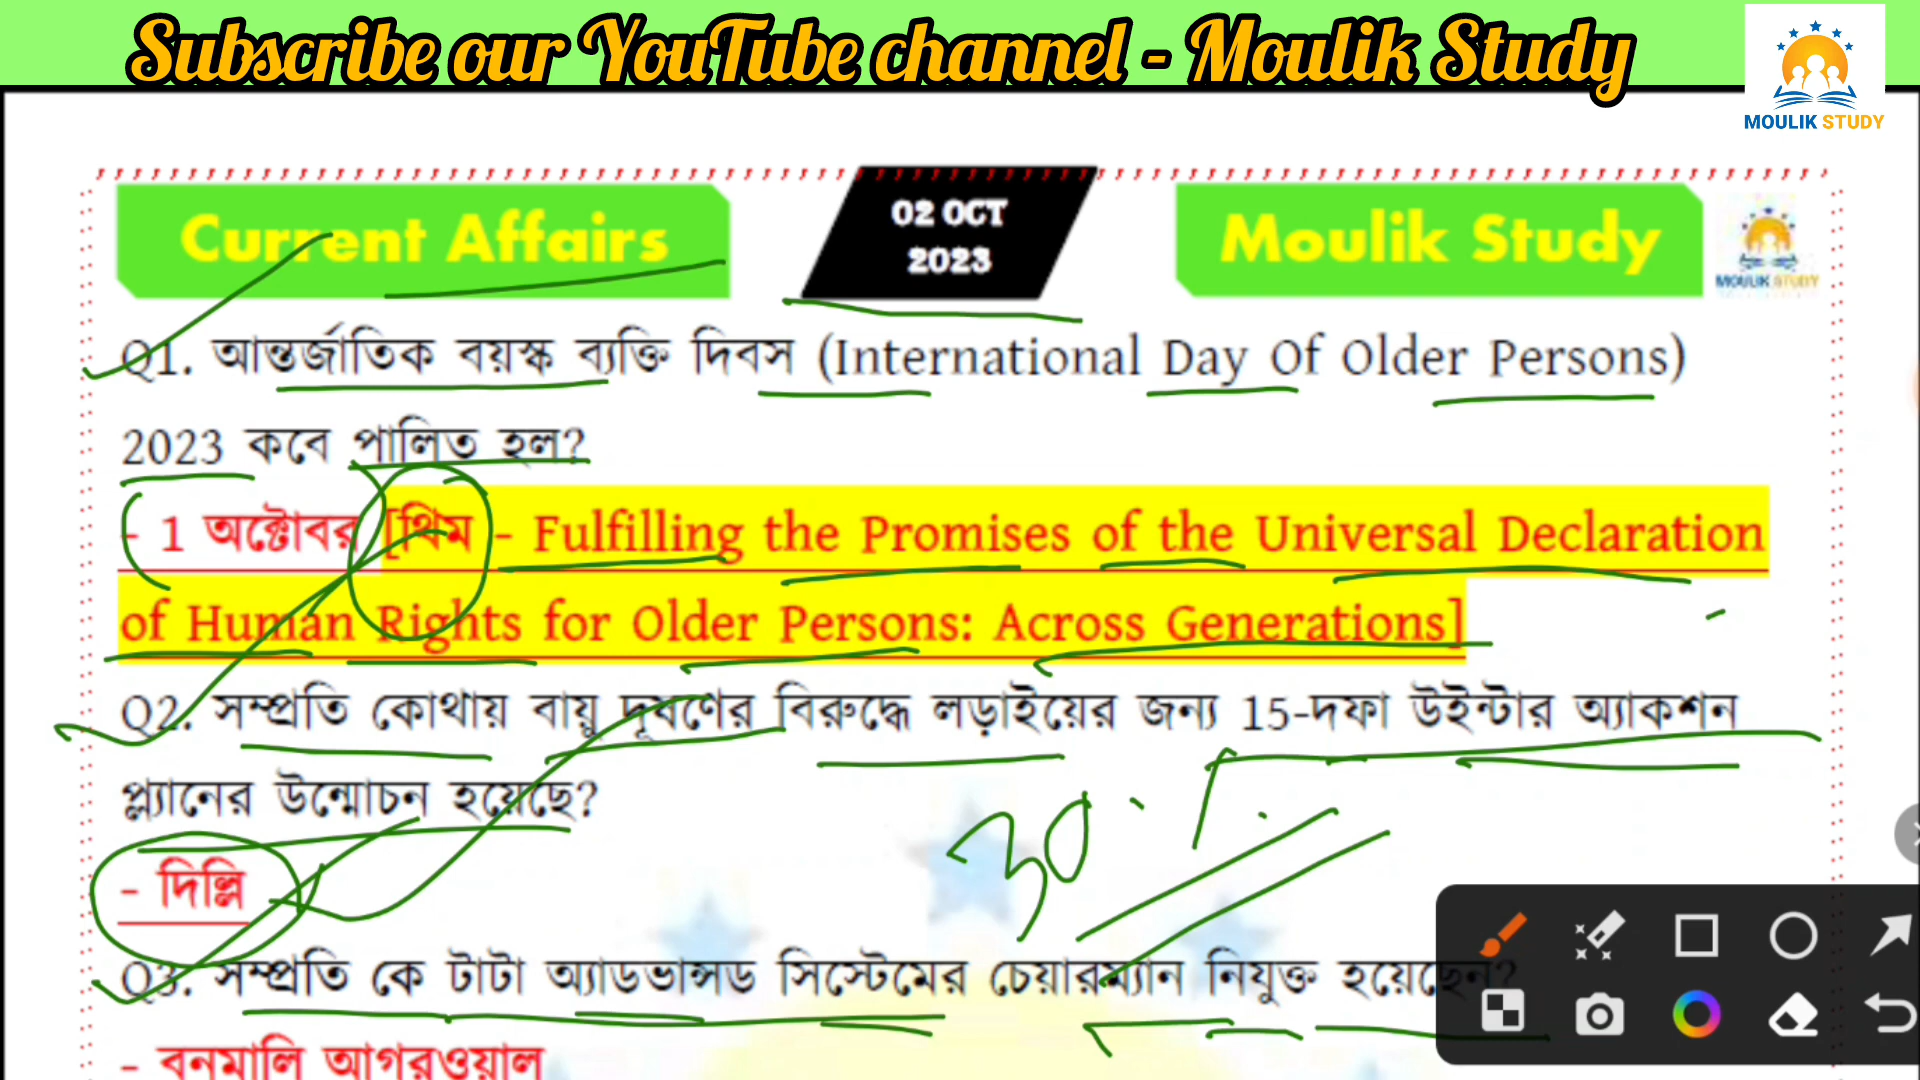 Subscribe our YouTube channel - Moulik Study
MOULIK STUDY
Current Affairs
02 OCT
2023
Moulik Study
MOULIK STUDY
Q1. আন্তর্জাতিক বয়স্ক ব্যক্তি দিবস (International Day Of Older Persons)
2023 কবে পালিত হল?
- 1 অক্টোবর [থিম - Fulfilling the Promises of the Universal Declaration
of Human Rights for Older Persons: Across Generations]
Q2. সম্প্রতি কোথায় বায়ু দূষণের বিরুদ্ধে লড়াইয়ের জন্য 15-দফা উইন্টার অ্যাকশন
প্ল্যানের উন্মোচন হয়েছে?
- দিল্লি
Q3. সম্প্রতি কে টাটা অ্যাডভান্সড সিস্টেমের চেয়ারম্যান নিযুক্ত হয়েছেন?
- বনমালি আগরওয়াল